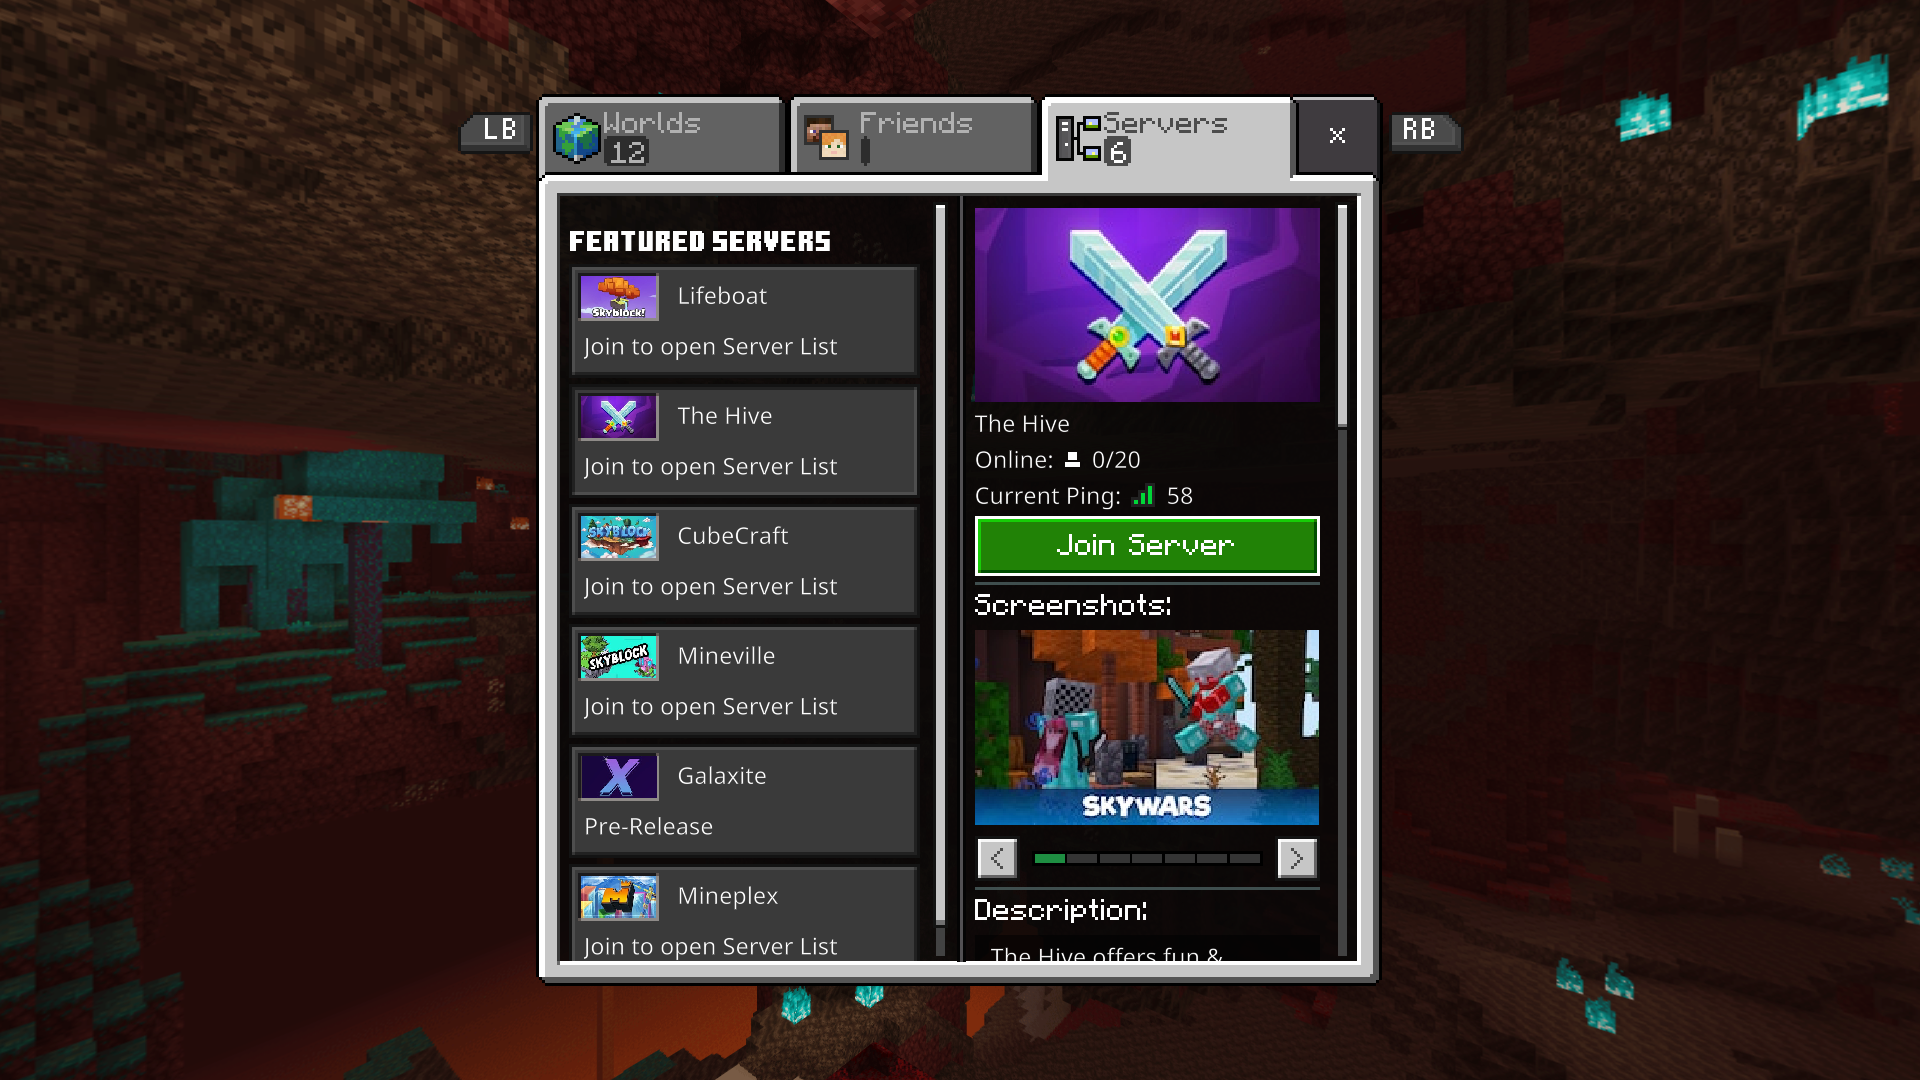 LB
Worlds
12
Friends
Servers
6
x
RB
FEATURED SERVERS
Skyblock!
Lifeboat
Join to open Server List
The Hive
Join to open Server List
SKYBLOCK
CubeCraft
Join to open Server List
SKYBLOCK
Mineville
Join to open Server List
X
Galaxite
Pre-Release
M
Mineplex
Join to open Server List
The Hive
Online: 0/20
Current Ping: 58
Join Server
Screenshots:
SKYWARS
<
>
Description:
The Hive offers fun &